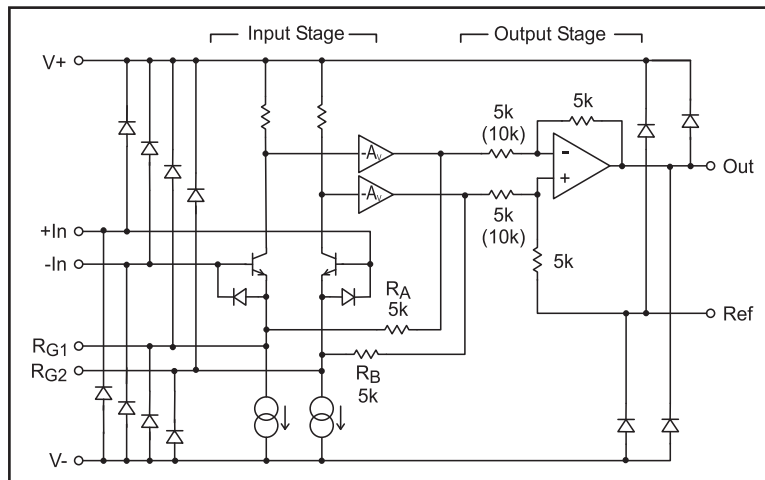 Input Stage
Output Stage
V+
5k
(10k)
5k
-Av
-
Out
-Av
+
5k
(10k)
+In
-In
5k
RA
5k
Ref
RG1
RG2
RB
5k
V-